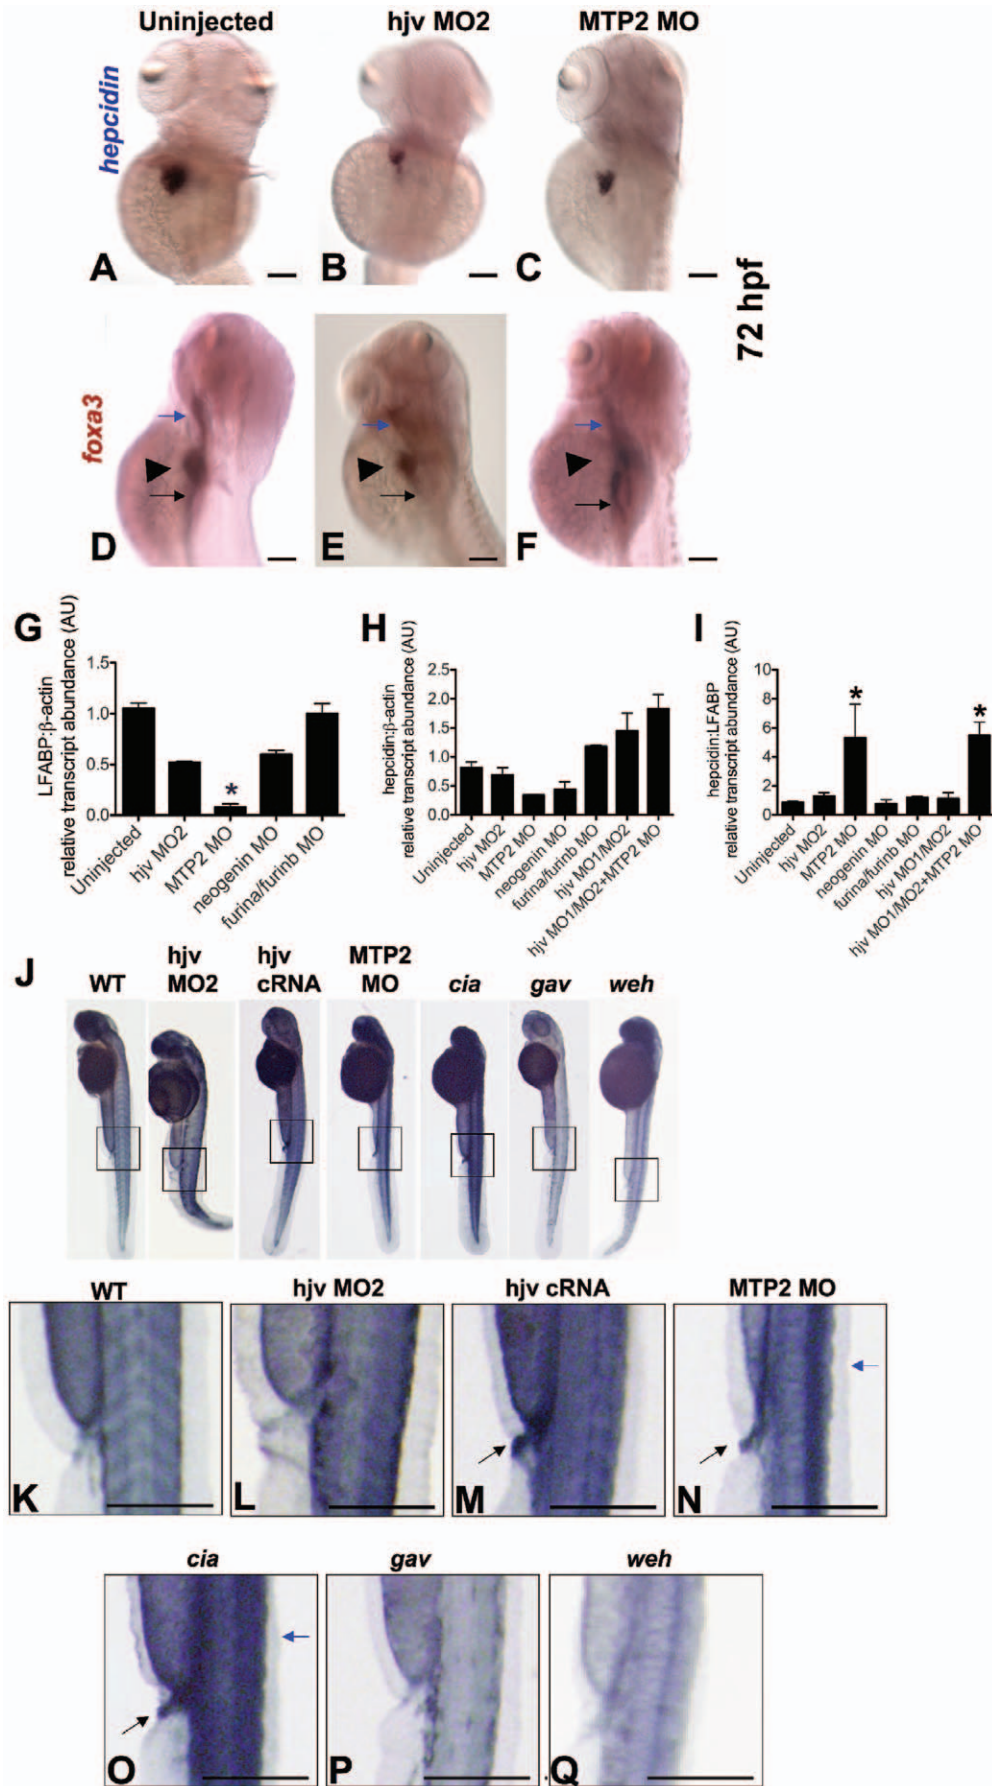 Uninjected
hjv MO2
MTP2 MO
hepcidin
A
B
C
72 hpf
foxa3
D
E
F
G
LFABP:β-actin
relative transcript abundance (AU)
1.5
1.0
0.5
0.0
Uninjected
hjv MO2
MTP2 MO
neogenin MO
furina/furinb MO
*
H
hepcidin:β-actin
relative transcript abundance (AU)
2.5
2.0
1.5
1.0
0.5
0.0
Uninjected
hjv MO2
MTP2 MO
neogenin MO
furina/furinb MO
hjv MO1/MO2
hjv MO1/MO2+MTP2 MO
I
hepcidin:LFABP
relative transcript abundance (AU)
10
8
6
4
2
0
*
*
Uninjected
hjv MO2
MTP2 MO
neogenin MO
furina/furinb MO
hjv MO1/MO2
hjv MO1/MO2+MTP2 MO
J
WT
hjv
MO2
hjv
cRNA
MTP2
MO
cia
gav
weh
WT
hjv MO2
hjv cRNA
MTP2 MO
K
L
M
N
cia
gav
weh
O
P
Q